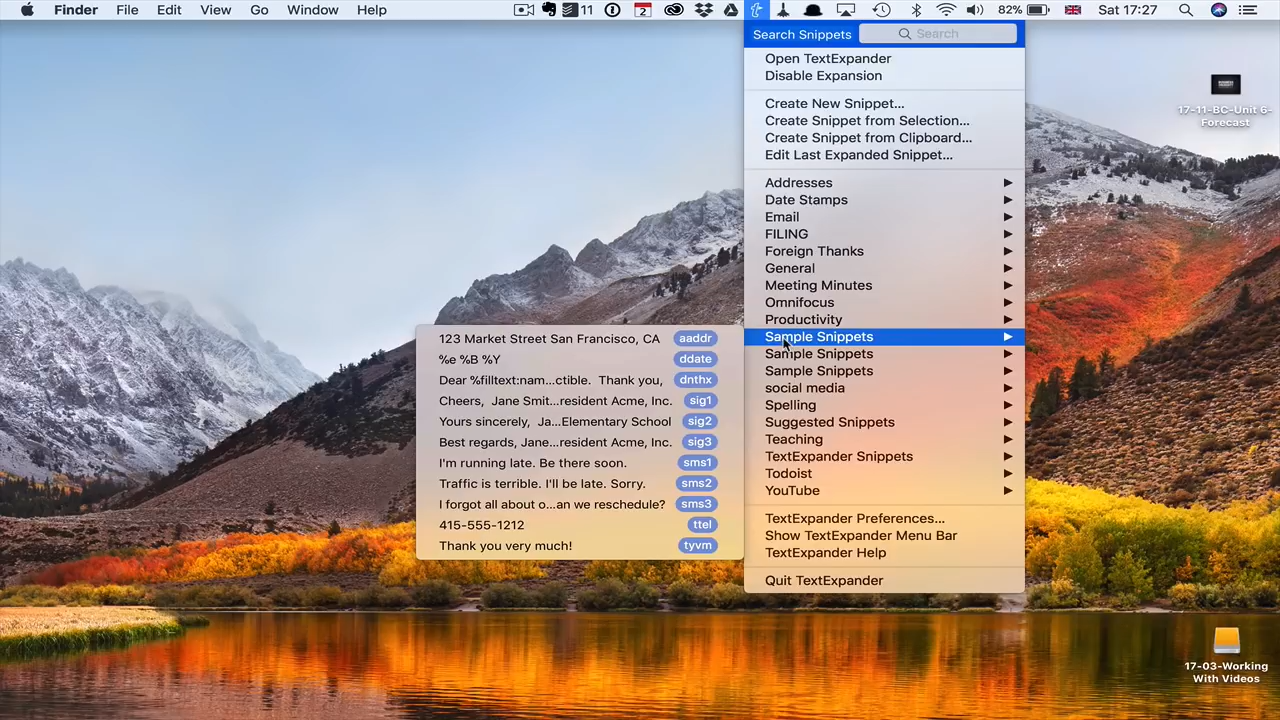 Finder File Edit View Go Window Help 11 2 82% Sat 17:27
Search Snippets Search
Open TextExpander
Disable Expansion
Create New Snippet...
Create Snippet from Selection...
Create Snippet from Clipboard...
Edit Last Expanded Snippet...
Addresses
Date Stamps
Email
FILING
Foreign Thanks
General
Meeting Minutes
Omnifocus
Productivity
Sample Snippets
Sample Snippets
Sample Snippets
social media
Spelling
Suggested Snippets
Teaching
TextExpander Snippets
Todoist
YouTube
TextExpander Preferences...
Show TextExpander Menu Bar
TextExpander Help
Quit TextExpander
123 Market Street San Francisco, CA aaddr
%e %B %Y ddate
Dear %filltext:nam...ctible. Thank you, dnthx
Cheers, Jane Smit...resident Acme, Inc. sig1
Yours sincerely, Ja...Elementary School sig2
Best regards, Jane...resident Acme, Inc. sig3
I'm running late. Be there soon. sms1
Traffic is terrible. I'll be late. Sorry. sms2
I forgot all about o...an we reschedule? sms3
415-555-1212 ttel
Thank you very much! tyvm
17-11-BC-Unit 6-
Forecast
17-03-Working
With Videos